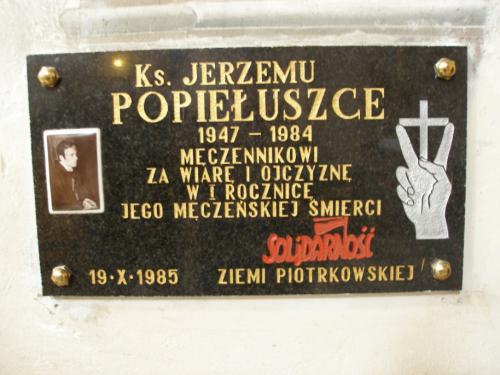 Ks. JERZEMU
POPIEŁUSZCE
1947 - 1984
MĘCZENNIKOWI
ZA WIARĘ I OJCZYZNĘ
W I ROCZNICĘ
JEGO MĘCZEŃSKIEJ ŚMIERCI
SOLIDARNOŚĆ
19·X·1985 ZIEMI PIOTRKOWSKIEJ